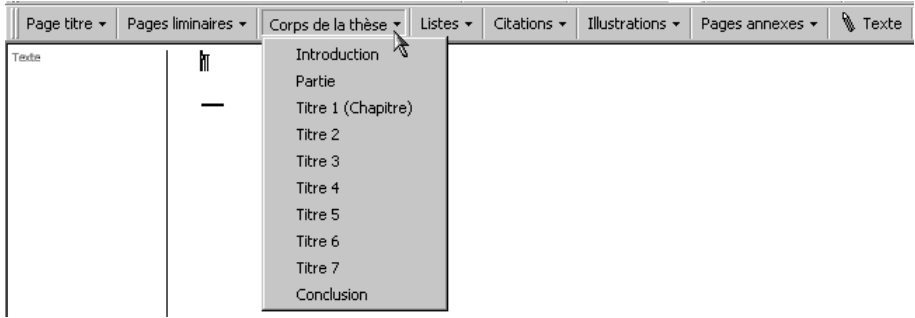 Page titre Pages liminaires Corps de la thèse Listes Citations Illustrations Pages annexes Texte
Texte
¶
Introduction
Partie
Titre 1 (Chapitre)
Titre 2
Titre 3
Titre 4
Titre 5
Titre 6
Titre 7
Conclusion